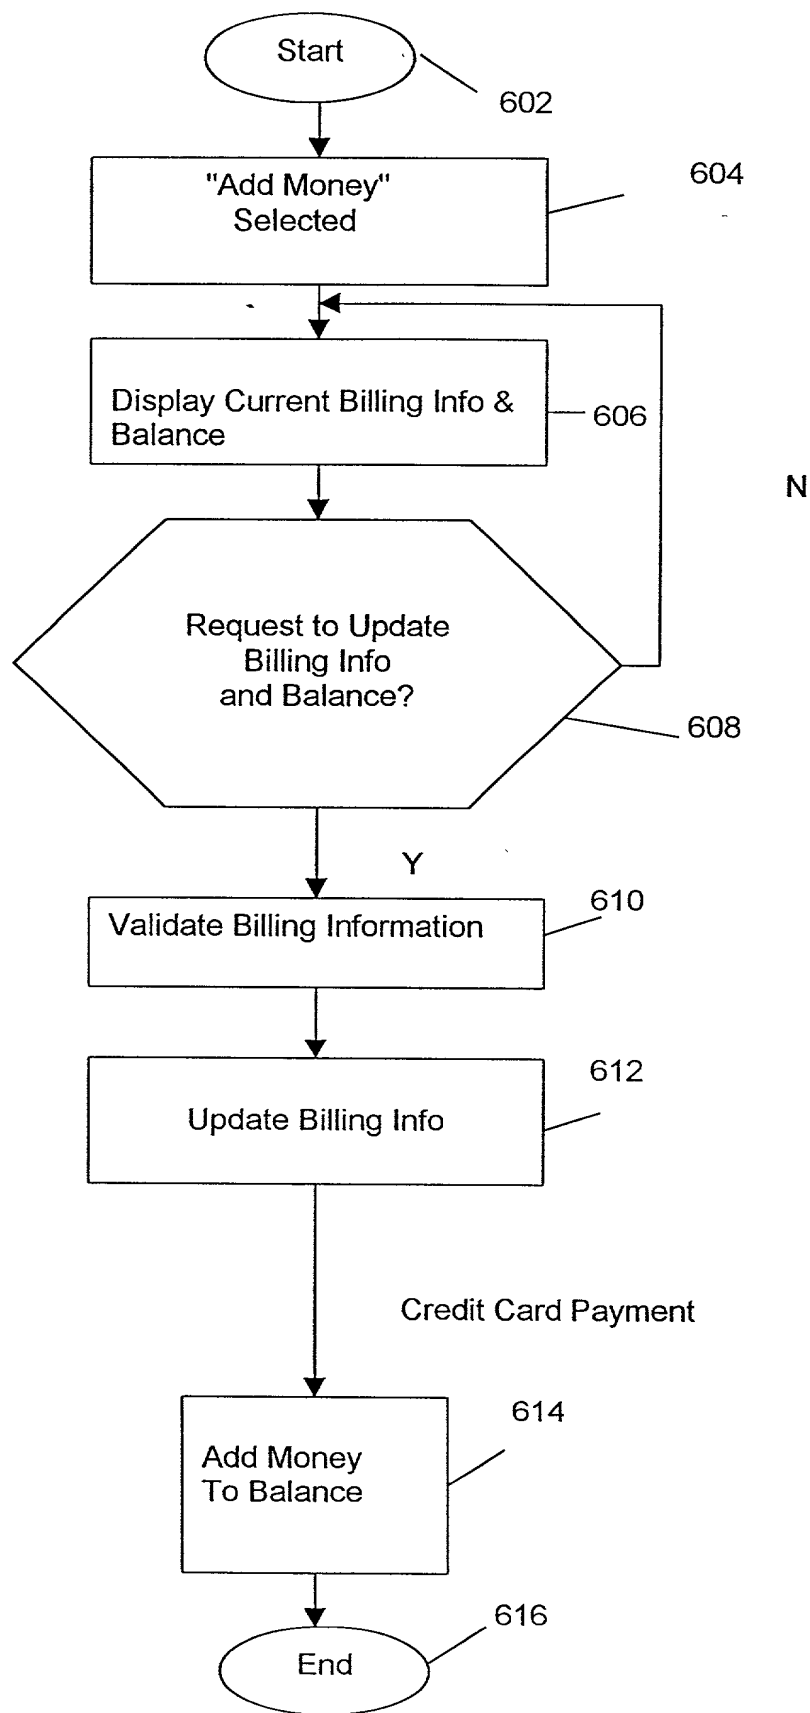 Start
602
"Add Money"
Selected
604
Display Current Billing Info &
Balance
606
N
Request to Update
Billing Info
and Balance?
608
Y
Validate Billing Information
610
Update Billing Info
612
Credit Card Payment
Add Money
To Balance
614
End
616